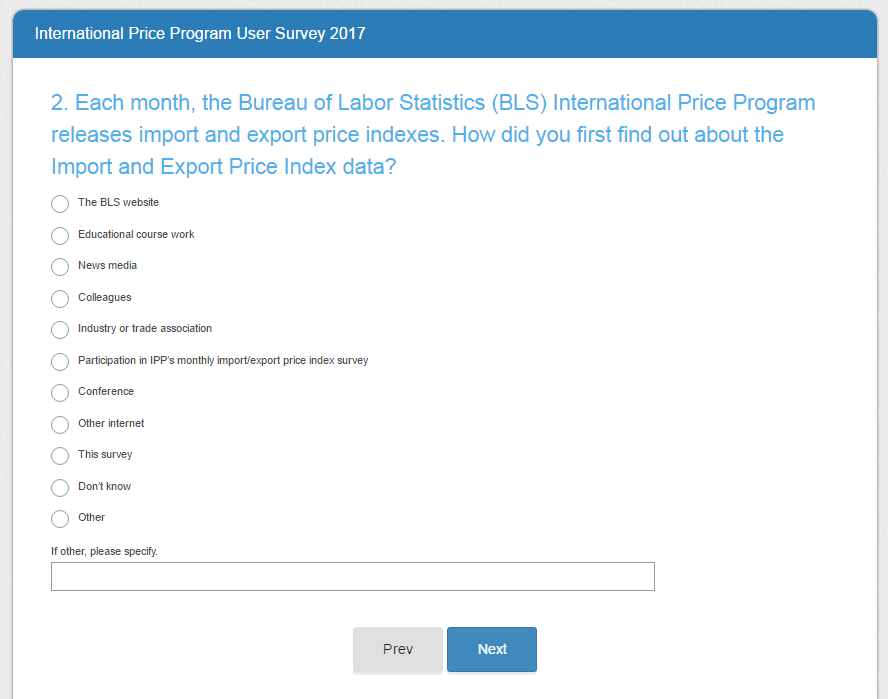 International Price Program User Survey 2017
2. Each month, the Bureau of Labor Statistics (BLS) International Price Program
releases import and export price indexes. How did you first find out about the
Import and Export Price Index data?
The BLS website
Educational course work
News media
Colleagues
Industry or trade association
Participation in IPP's monthly import/export price index survey
Conference
Other internet
This survey
Don't know
Other
If other, please specify.
Prev
Next